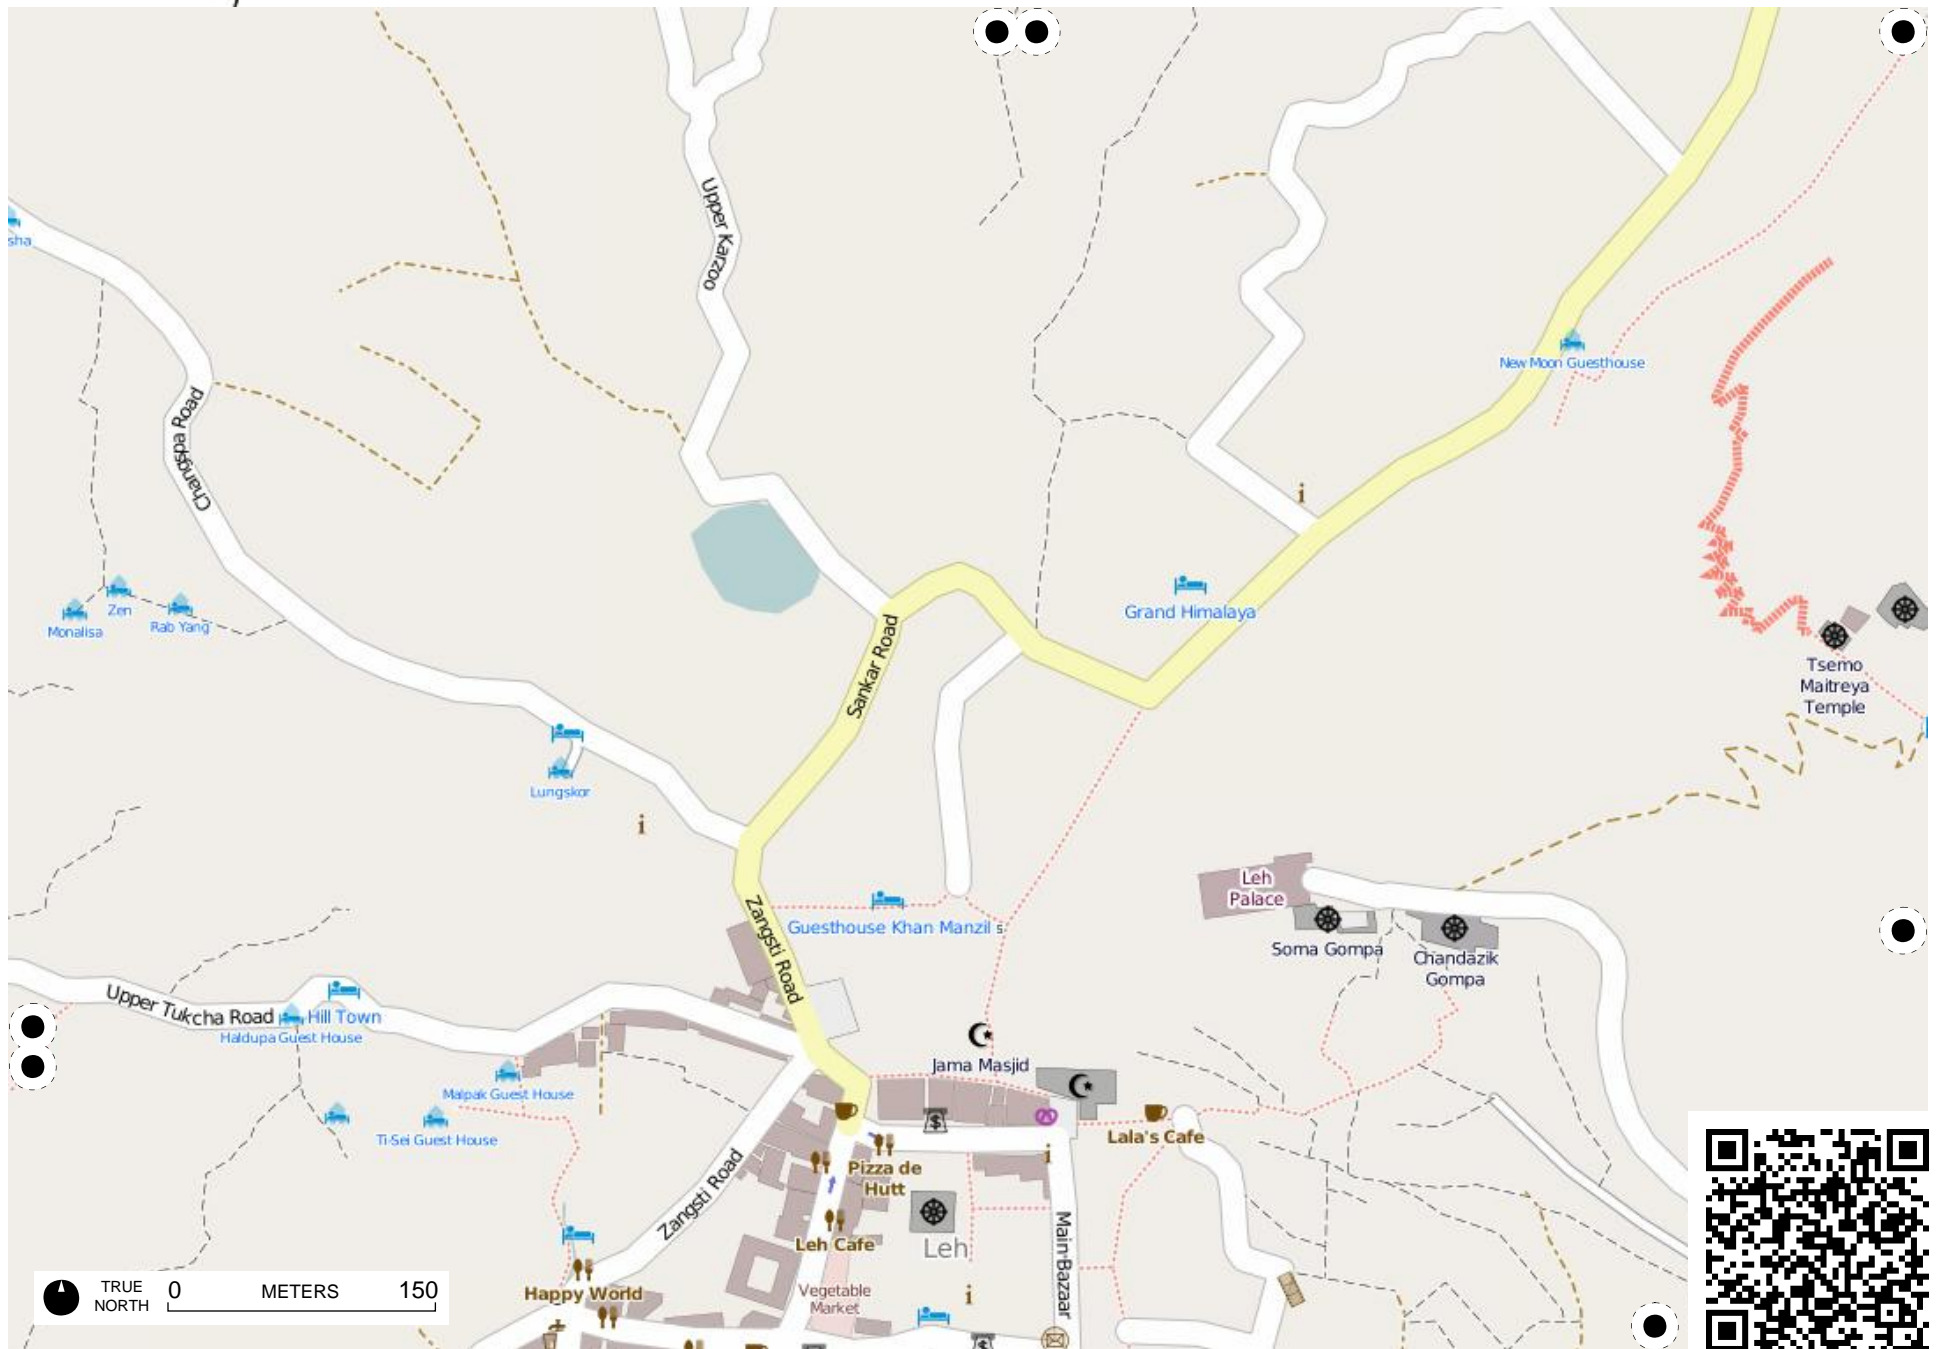 Upper Karzoo
sha
New Moon Guesthouse
Changspa Road
Zen
Monalisa
Rab Yang
Grand Himalaya
Sankar Road
Tsemo
Maitreya
Temple
Lungskor
Leh
Palace
Zangsti Road
Guesthouse Khan Manzil s
Soma Gompa
Chandazik
Gompa
Upper Tukcha Road
Hill Town
Haldupa Guest House
Jama Masjid
Malpak Guest House
Ti-Sei Guest House
Lala's Cafe
Pizza de
Hutt
Zangsti Road
Leh Cafe
Leh
Main Bazaar
Happy World
Vegetable
Market
TRUE
NORTH
0 METERS 150